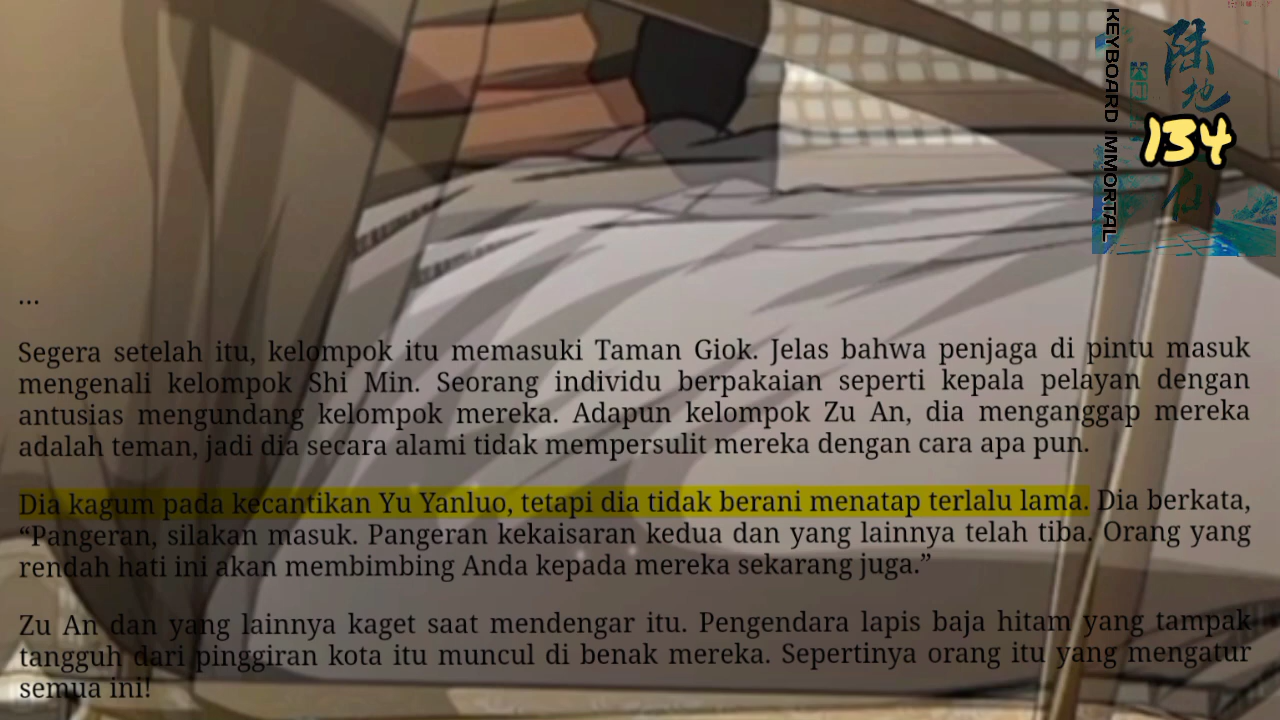 KEYBOARD IMMORTAL
陆地
134
仙
...
Segera setelah itu, kelompok itu memasuki Taman Giok. Jelas bahwa penjaga di pintu masuk
mengenali kelompok Shi Min. Seorang individu berpakaian seperti kepala pelayan dengan
antusias mengundang kelompok mereka. Adapun kelompok Zu An, dia menganggap mereka
adalah teman, jadi dia secara alami tidak mempersulit mereka dengan cara apa pun.
Dia kagum pada kecantikan Yu Yanluo, tetapi dia tidak berani menatap terlalu lama. Dia berkata,
“Pangeran, silakan masuk. Pangeran kekaisaran kedua dan yang lainnya telah tiba. Orang yang
rendah hati ini akan membimbing Anda kepada mereka sekarang juga.”
Zu An dan yang lainnya kaget saat mendengar itu. Pengendara lapis baja hitam yang tampak
tangguh dari pinggiran kota itu muncul di benak mereka. Sepertinya orang itu yang mengatur
semua ini!